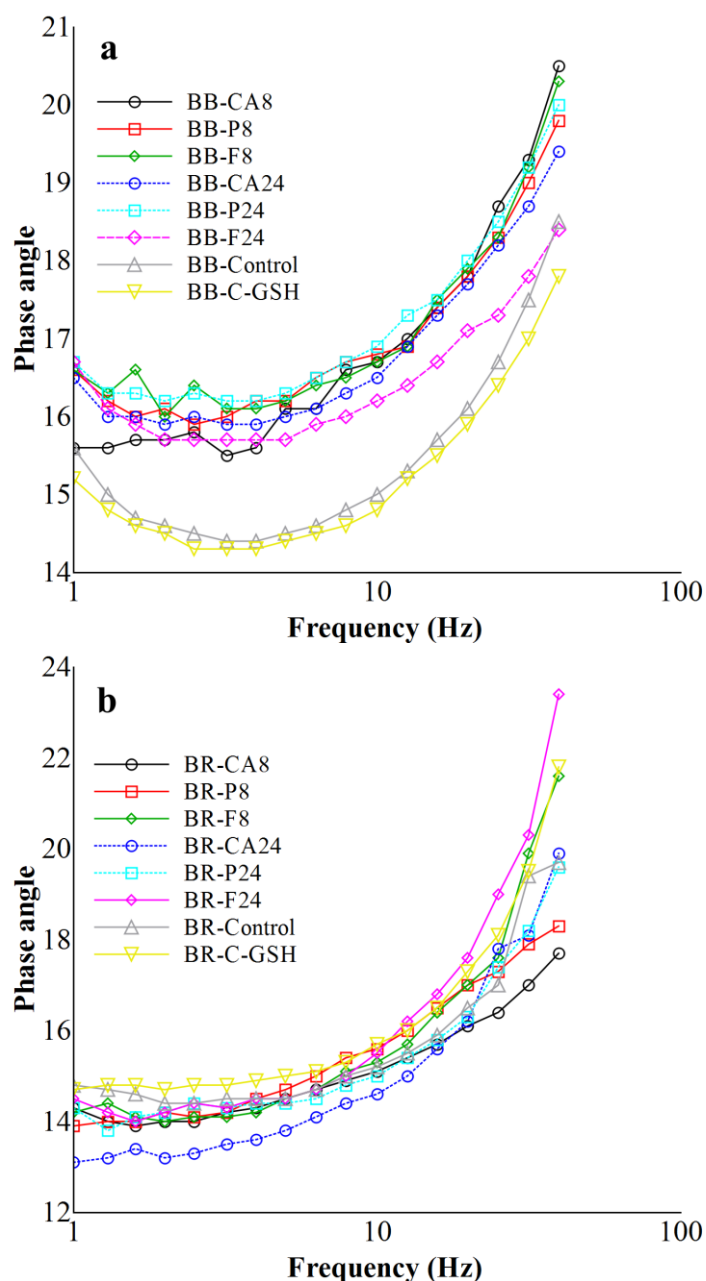 a
21
20
19
18
17
16
15
14
Phase angle
BB-CA8
BB-P8
BB-F8
BB-CA24
BB-P24
BB-F24
BB-Control
BB-C-GSH
1
10
100
Frequency (Hz)
b
24
22
20
18
16
14
12
Phase angle
BR-CA8
BR-P8
BR-F8
BR-CA24
BR-P24
BR-F24
BR-Control
BR-C-GSH
1
10
100
Frequency (Hz)